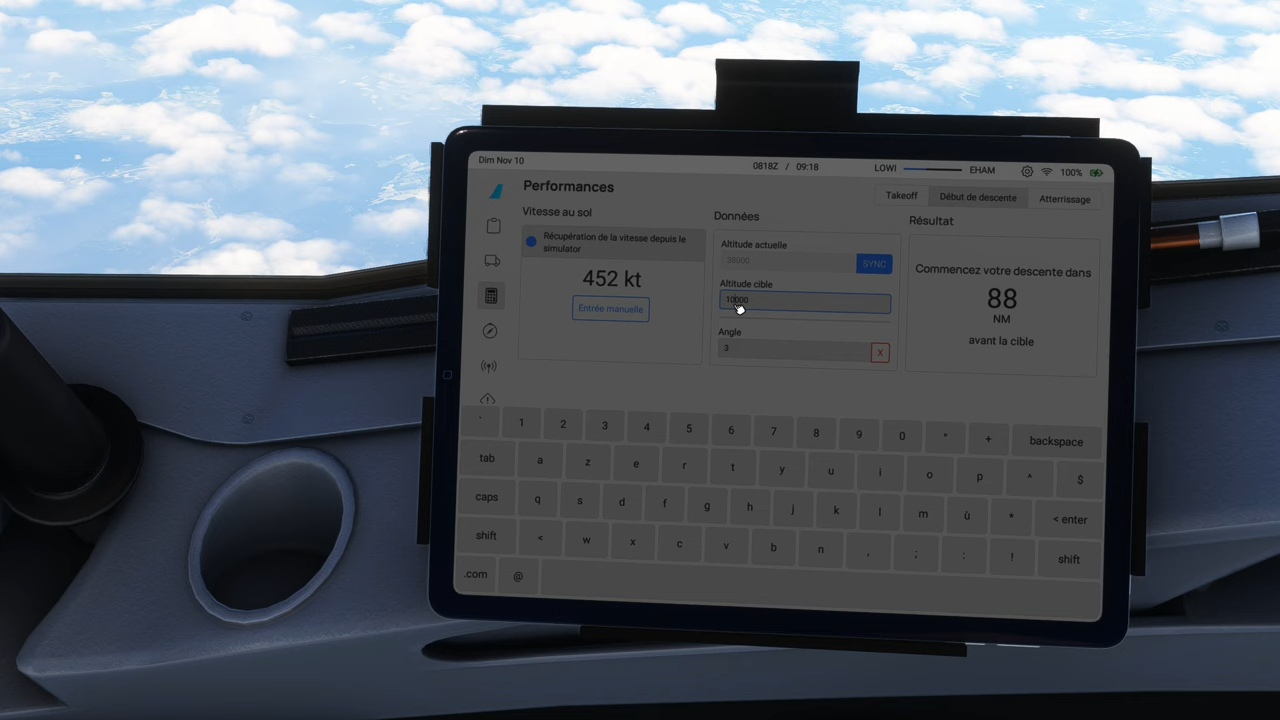 Dim Nov 10
0818Z / 09:18
LOWI
EHAM
100%
Performances
Takeoff
Début de descente
Atterrissage
Vitesse au sol
Récupération de la vitesse depuis le
simulator
452 kt
Entrée manuelle
Données
Altitude actuelle
38000
SYNC
Altitude cible
10000
Angle
3
X
Résultat
Commencez votre descente dans
88
NM
avant la cible
` 1 2 3 4 5 6 7 8 9 0 ° + backspace
tab a z e r t y u i o p ^ $
caps q s d f g h j k l m ù * < enter
shift < w x c v b n , ; : ! shift
.com @